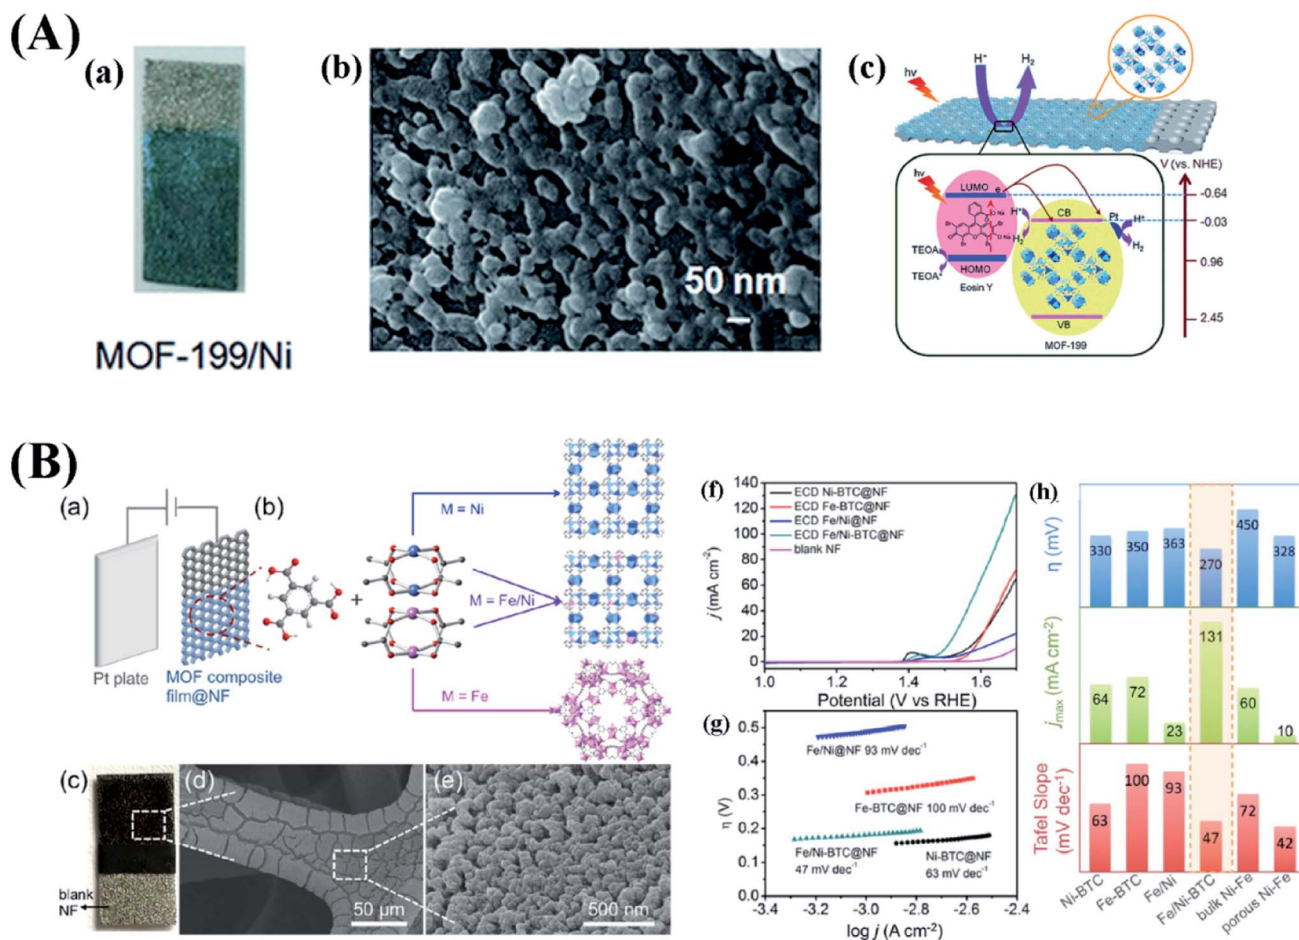 (A)
(a)
MOF-199/Ni
(b)
50 nm
(c)
H⁺
H₂
hν
V (vs. NHE)
hν
LUMO
e
-0.64
H⁺
CB
Pt
H⁺
-0.03
H₂
H₂
TEOA
HOMO
0.96
TEOA⁺
Eosin Y
VB
2.45
MOF-199
(B)
(a)
(b)
Pt plate
MOF composite
film@NF
+
M = Ni
M = Fe/Ni
M = Fe
(c)
blank
NF
(d)
50 µm
(e)
500 nm
(f)
140
120
100
80
60
40
20
0
j (mA cm⁻²)
ECD Ni-BTC@NF
ECD Fe-BTC@NF
ECD Fe/Ni@NF
ECD Fe/Ni-BTC@NF
blank NF
1.0 1.2 1.4 1.6
Potential (V vs RHE)
(g)
0.5
0.4
0.3
0.2
0.1
0.0
η (V)
Fe/Ni@NF 93 mV dec⁻¹
Fe-BTC@NF 100 mV dec⁻¹
Fe/Ni-BTC@NF
47 mV dec⁻¹
Ni-BTC@NF
63 mV dec⁻¹
-3.4 -3.2 -3.0 -2.8 -2.6 -2.4
log j (A cm⁻²)
(h)
η (mV)
330 350 363 270 450 328
jmax (mA cm⁻²)
64 72 23 131 60 10
Tafel Slope
(mV dec⁻¹)
63 100 93 47 72 42
Ni-BTC
Fe-BTC
Fe/Ni
Fe/Ni-BTC
bulk Ni-Fe
porous Ni-Fe